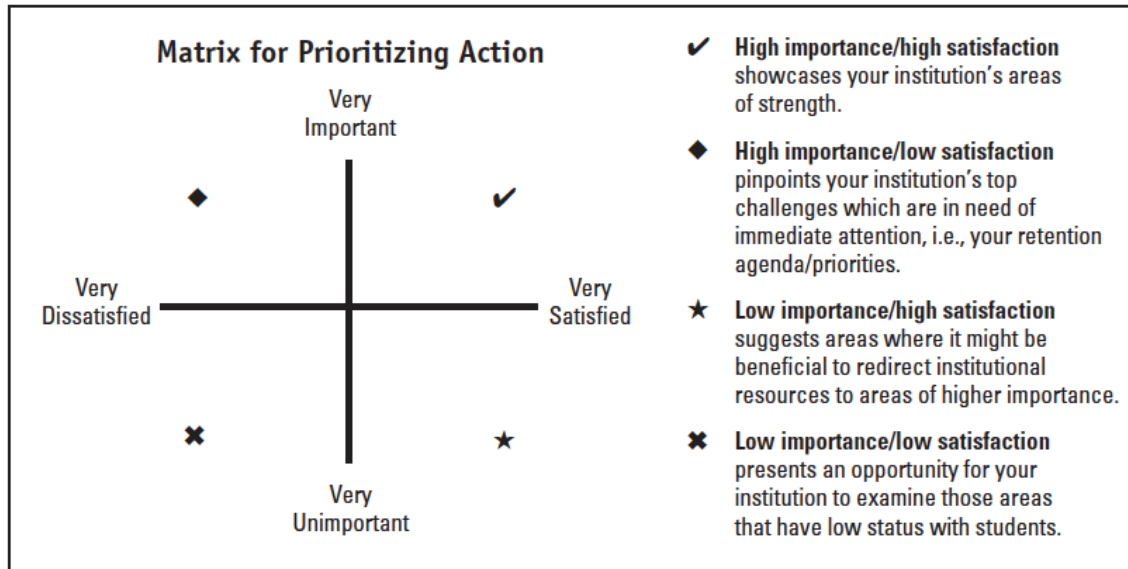 Matrix for Prioritizing Action
Very
Important
Very
Dissatisfied
Very
Satisfied
Very
Unimportant
✔ High importance/high satisfaction
showcases your institution's areas
of strength.
◆ High importance/low satisfaction
pinpoints your institution's top
challenges which are in need of
immediate attention, i.e., your retention
agenda/priorities.
★ Low importance/high satisfaction
suggests areas where it might be
beneficial to redirect institutional
resources to areas of higher importance.
✖ Low importance/low satisfaction
presents an opportunity for your
institution to examine those areas
that have low status with students.